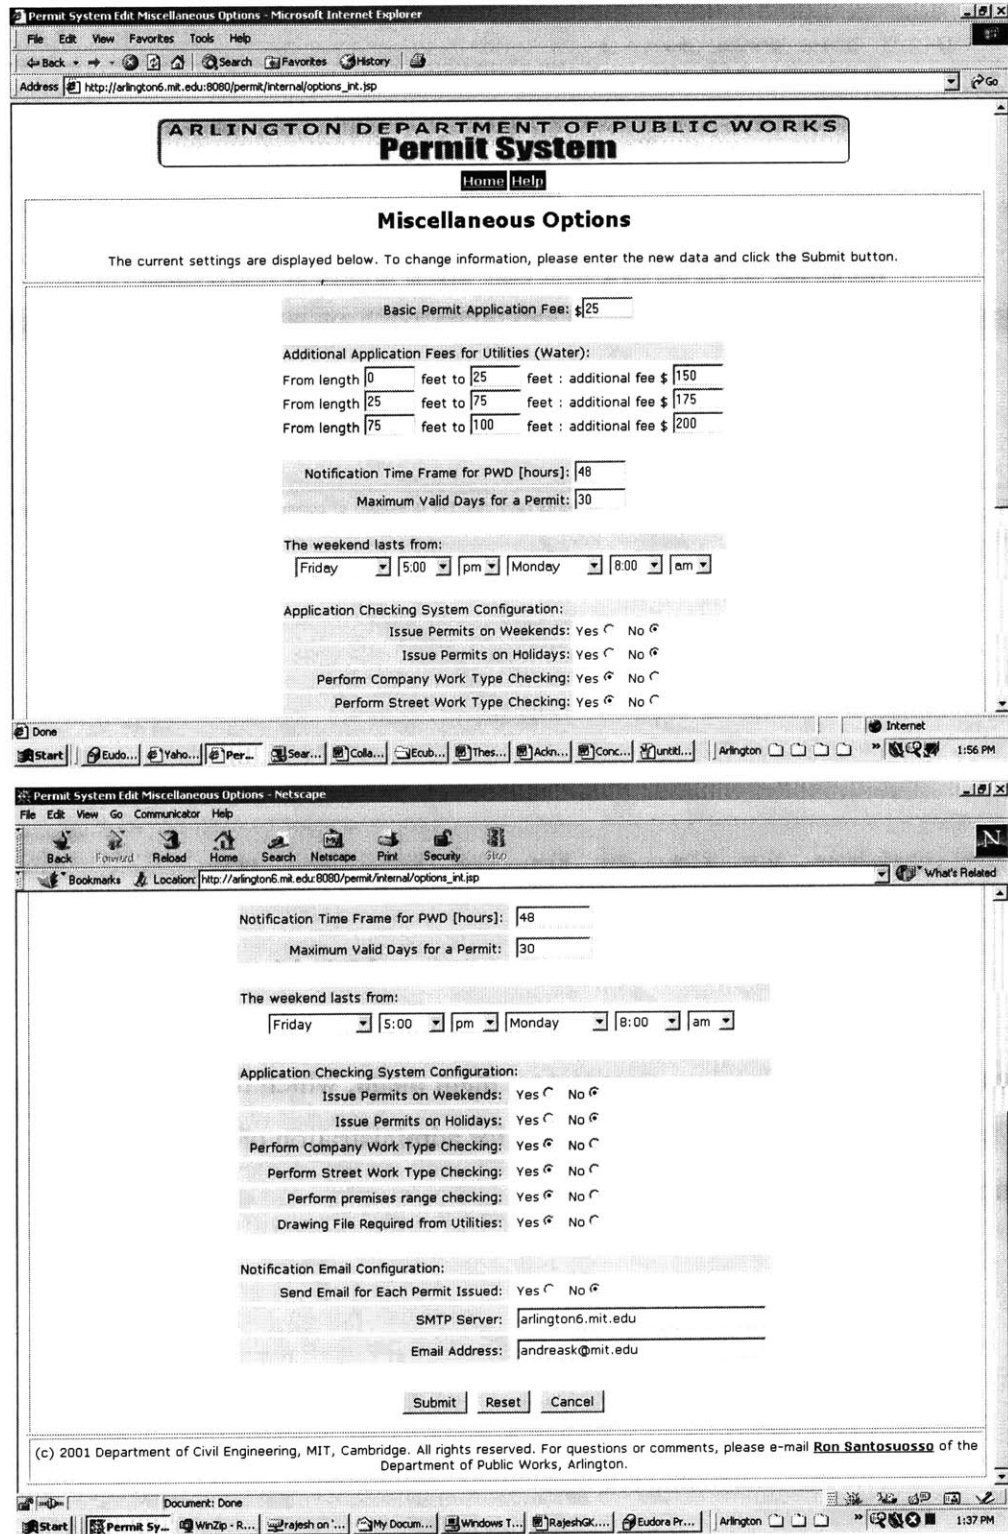 Permit System Edit Miscellaneous Options - Microsoft Internet Explorer
File Edit View Favorites Tools Help
Back Search Favorites History
Address http://arlington6.mit.edu:8080/permit/internal/options_int.jsp Go
ARLINGTON DEPARTMENT OF PUBLIC WORKS
Permit System
Home Help
Miscellaneous Options
The current settings are displayed below. To change information, please enter the new data and click the Submit button.
Basic Permit Application Fee: $25
Additional Application Fees for Utilities (Water):
From length 0 feet to 25 feet : additional fee $ 150
From length 25 feet to 75 feet : additional fee $ 175
From length 75 feet to 100 feet : additional fee $ 200
Notification Time Frame for PWD [hours]: 48
Maximum Valid Days for a Permit: 30
The weekend lasts from:
Friday 5:00 pm Monday 8:00 am
Application Checking System Configuration:
Issue Permits on Weekends: Yes No
Issue Permits on Holidays: Yes No
Perform Company Work Type Checking: Yes No
Perform Street Work Type Checking: Yes No
Done Internet
Start Eudo... Yaho... Per... Sear... Colla... Ecub... Thes... Ackn... Conc... untitl... Arlington » 1:56 PM
Permit System Edit Miscellaneous Options - Netscape
File Edit View Go Communicator Help
Back Forward Reload Home Search Netscape Print Security Stop N
Bookmarks Location: http://arlington6.mit.edu:8080/permit/internal/options_int.jsp What's Related
Notification Time Frame for PWD [hours]: 48
Maximum Valid Days for a Permit: 30
The weekend lasts from:
Friday 5:00 pm Monday 8:00 am
Application Checking System Configuration:
Issue Permits on Weekends: Yes No
Issue Permits on Holidays: Yes No
Perform Company Work Type Checking: Yes No
Perform Street Work Type Checking: Yes No
Perform premises range checking: Yes No
Drawing File Required from Utilities: Yes No
Notification Email Configuration:
Send Email for Each Permit Issued: Yes No
SMTP Server: arlington6.mit.edu
Email Address: andreask@mit.edu
Submit Reset Cancel
(c) 2001 Department of Civil Engineering, MIT, Cambridge. All rights reserved. For questions or comments, please e-mail Ron Santosuosso of the
Department of Public Works, Arlington.
Document: Done
Start Permit Sy... WinZip - R... rajesh on '... My Docum... Windows T... RajeshGK.... Eudora Pr... Arlington » 1:37 PM